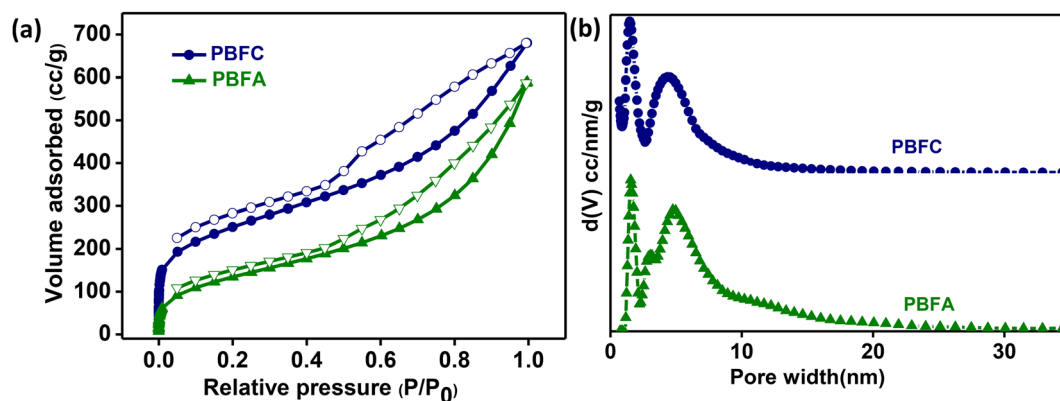 (a)
Volume adsorbed (cc/g)
700
600
500
400
300
200
100
0
PBFC
PBFA
0.0 0.2 0.4 0.6 0.8 1.0
Relative pressure (P/P0)
(b)
d(V) cc/nm/g
PBFC
PBFA
0 10 20 30
Pore width(nm)